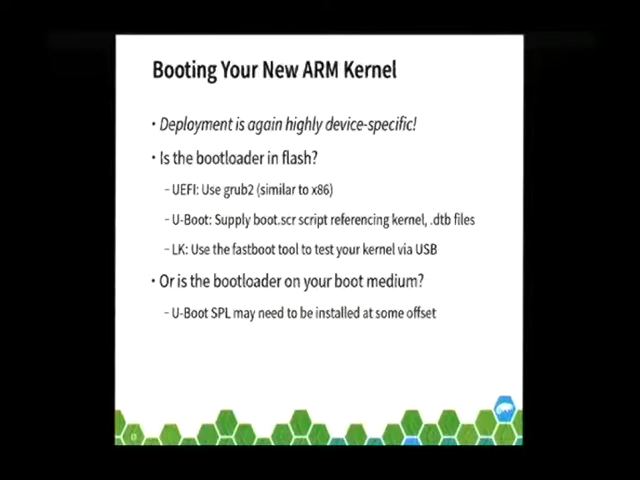 Booting Your New ARM Kernel
• Deployment is again highly device-specific!
• Is the bootloader in flash?
– UEFI: Use grub2 (similar to x86)
– U-Boot: Supply boot.scr script referencing kernel, .dtb files
– LK: Use the fastboot tool to test your kernel via USB
• Or is the bootloader on your boot medium?
– U-Boot SPL may need to be installed at some offset